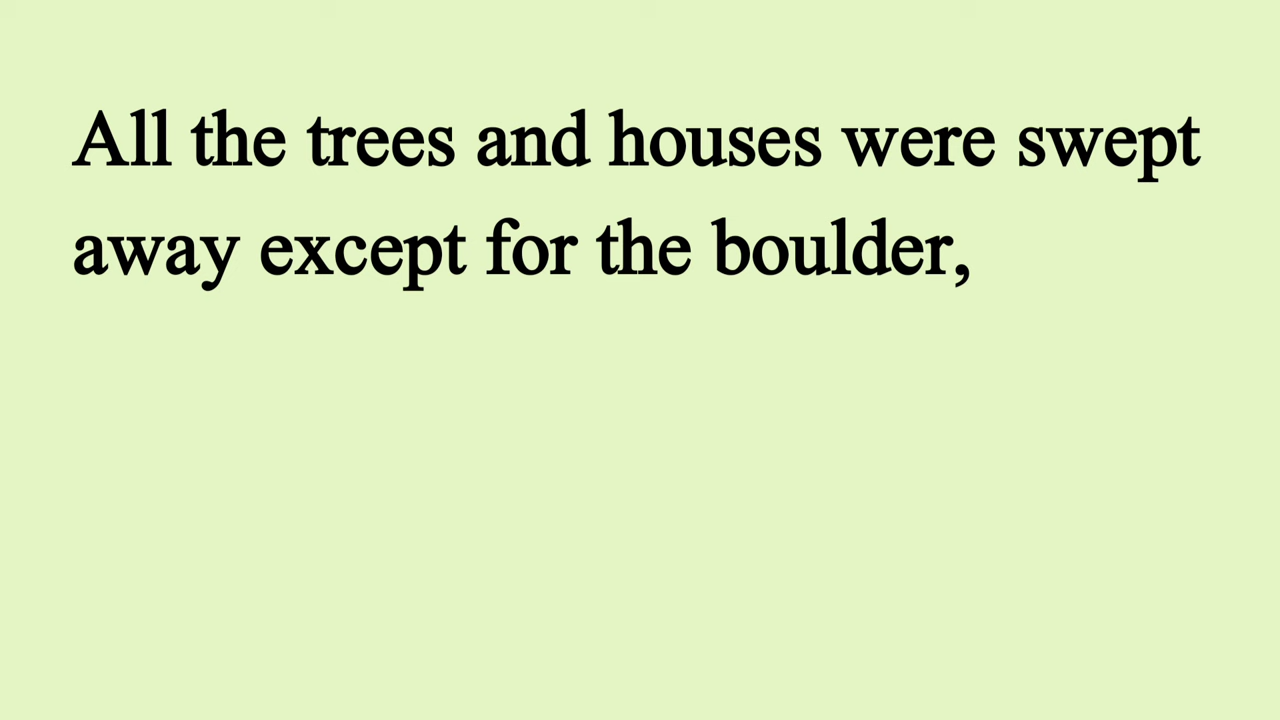 All the trees and houses were swept
away except for the boulder,